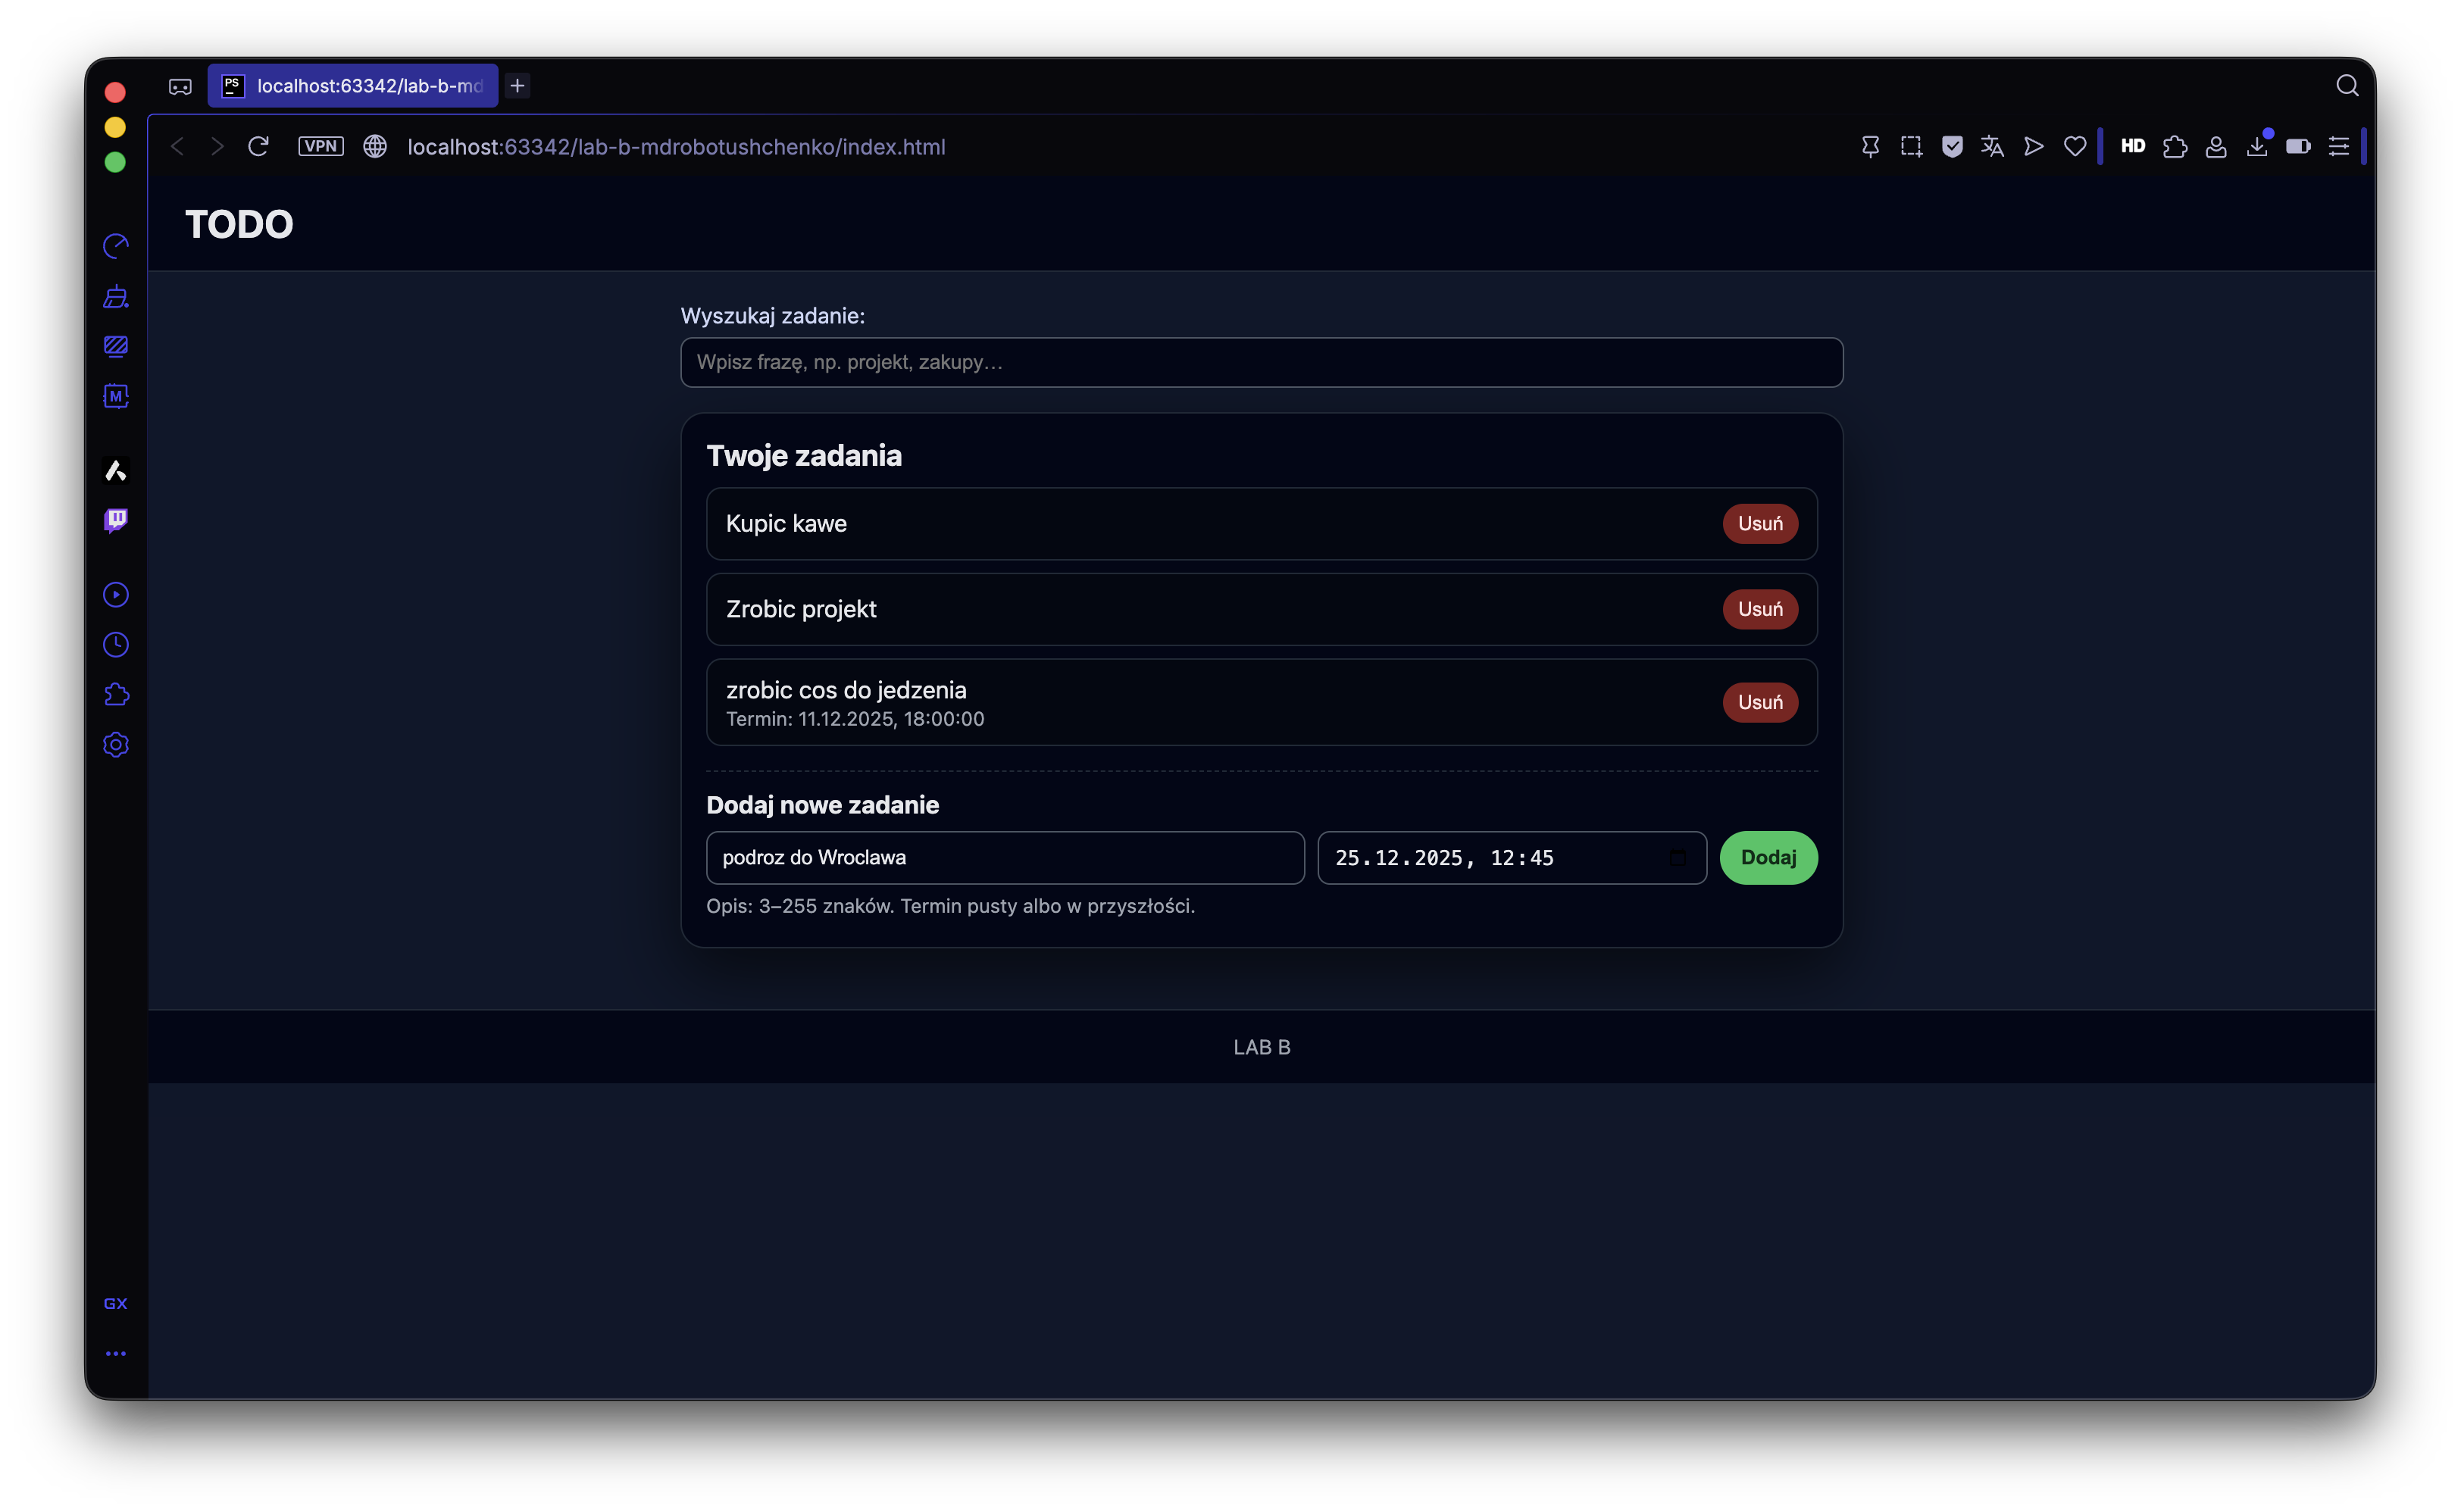 PS localhost:63342/lab-b-md
VPN localhost:63342/lab-b-mdrobotushchenko/index.html HD
TODO
M
Wyszukaj zadanie:
Wpisz frazę, np. projekt, zakupy…
Twoje zadania
Kupic kawe Usuń
Zrobic projekt Usuń
zrobic cos do jedzenia
Termin: 11.12.2025, 18:00:00 Usuń
Dodaj nowe zadanie
podroz do Wroclawa 25.12.2025, 12:45 Dodaj
Opis: 3–255 znaków. Termin pusty albo w przyszłości.
LAB B
GX